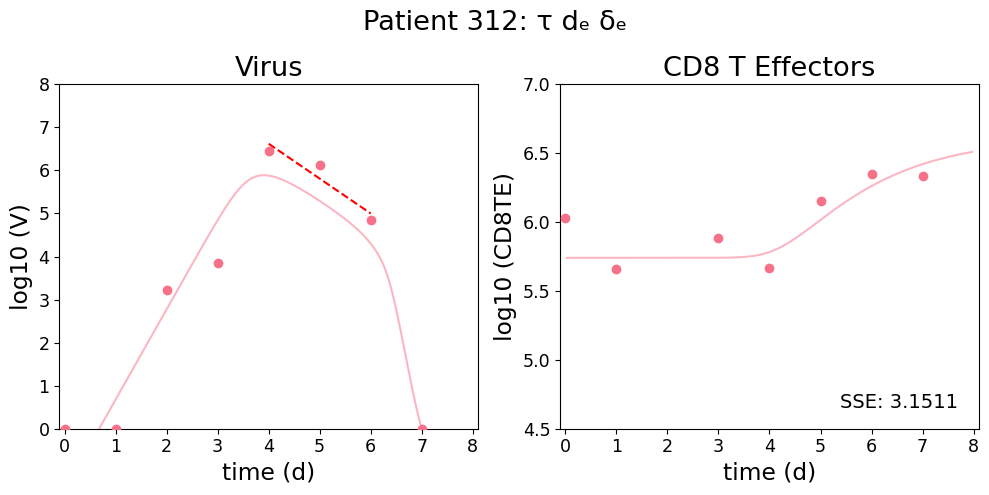 Patient 312: τ dₑ δₑ
Virus
CD8 T Effectors
log10 (V)
8
7
6
5
4
3
2
1
0
0 1 2 3 4 5 6 7 8
time (d)
log10 (CD8TE)
7.0
6.5
6.0
5.5
5.0
4.5
SSE: 3.1511
0 1 2 3 4 5 6 7 8
time (d)